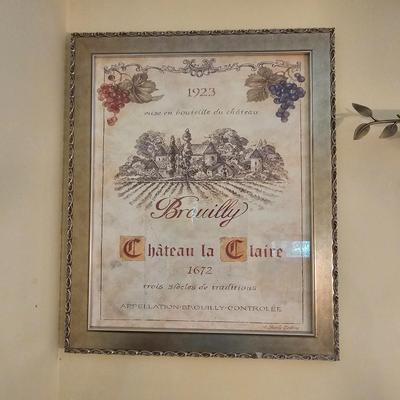 1923
mise en bouteille du château
Brouilly
Château la Claire
1672
trois siècles de traditions
APPELLATION·BROUILLY·CONTROLÉE